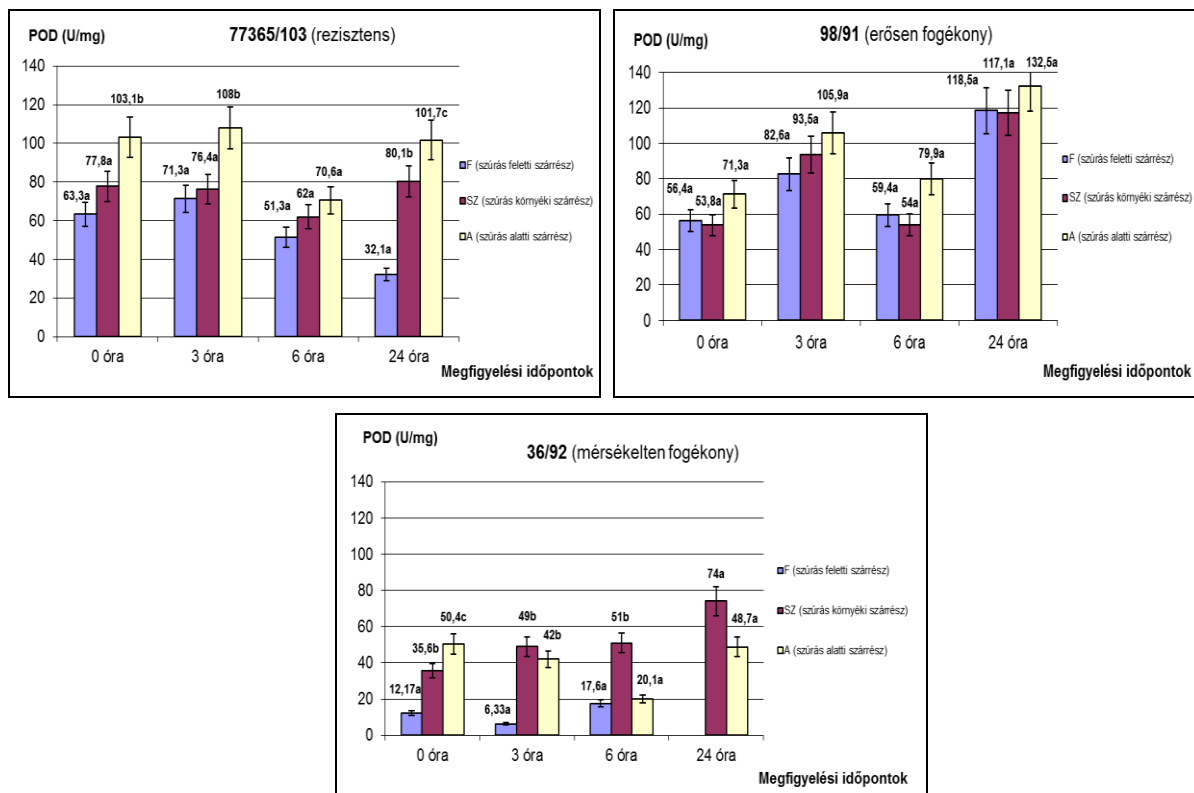 POD (U/mg)
77365/103 (rezisztens)
140
120
100
80
60
40
20
0
63,3a
77,8a
103,1b
71,3a
76,4a
108b
51,3a
62a
70,6a
32,1a
80,1b
101,7c
0 óra
3 óra
6 óra
24 óra
Megfigyelési időpontok
F (szúrás feletti szárrész)
SZ (szúrás környéki szárrész)
A (szúrás alatti szárrész)
POD (U/mg)
98/91 (erősen fogékony)
140
120
100
80
60
40
20
0
56,4a
53,8a
71,3a
82,6a
93,5a
105,9a
59,4a
54a
79,9a
118,5a
117,1a
132,5a
0 óra
3 óra
6 óra
24 óra
Megfigyelési időpontok
F (szúrás feletti szárrész)
SZ (szúrás környéki szárrész)
A (szúrás alatti szárrész)
POD (U/mg)
36/92 (mérsékelten fogékony)
140
120
100
80
60
40
20
0
12,17a
35,6b
50,4c
6,33a
49b
42b
17,6a
51b
20,1a
74a
48,7a
0 óra
3 óra
6 óra
24 óra
Megfigyelési időpontok
F (szúrás feletti szárrész)
SZ (szúrás környéki szárrész)
A (szúrás alatti szárrész)